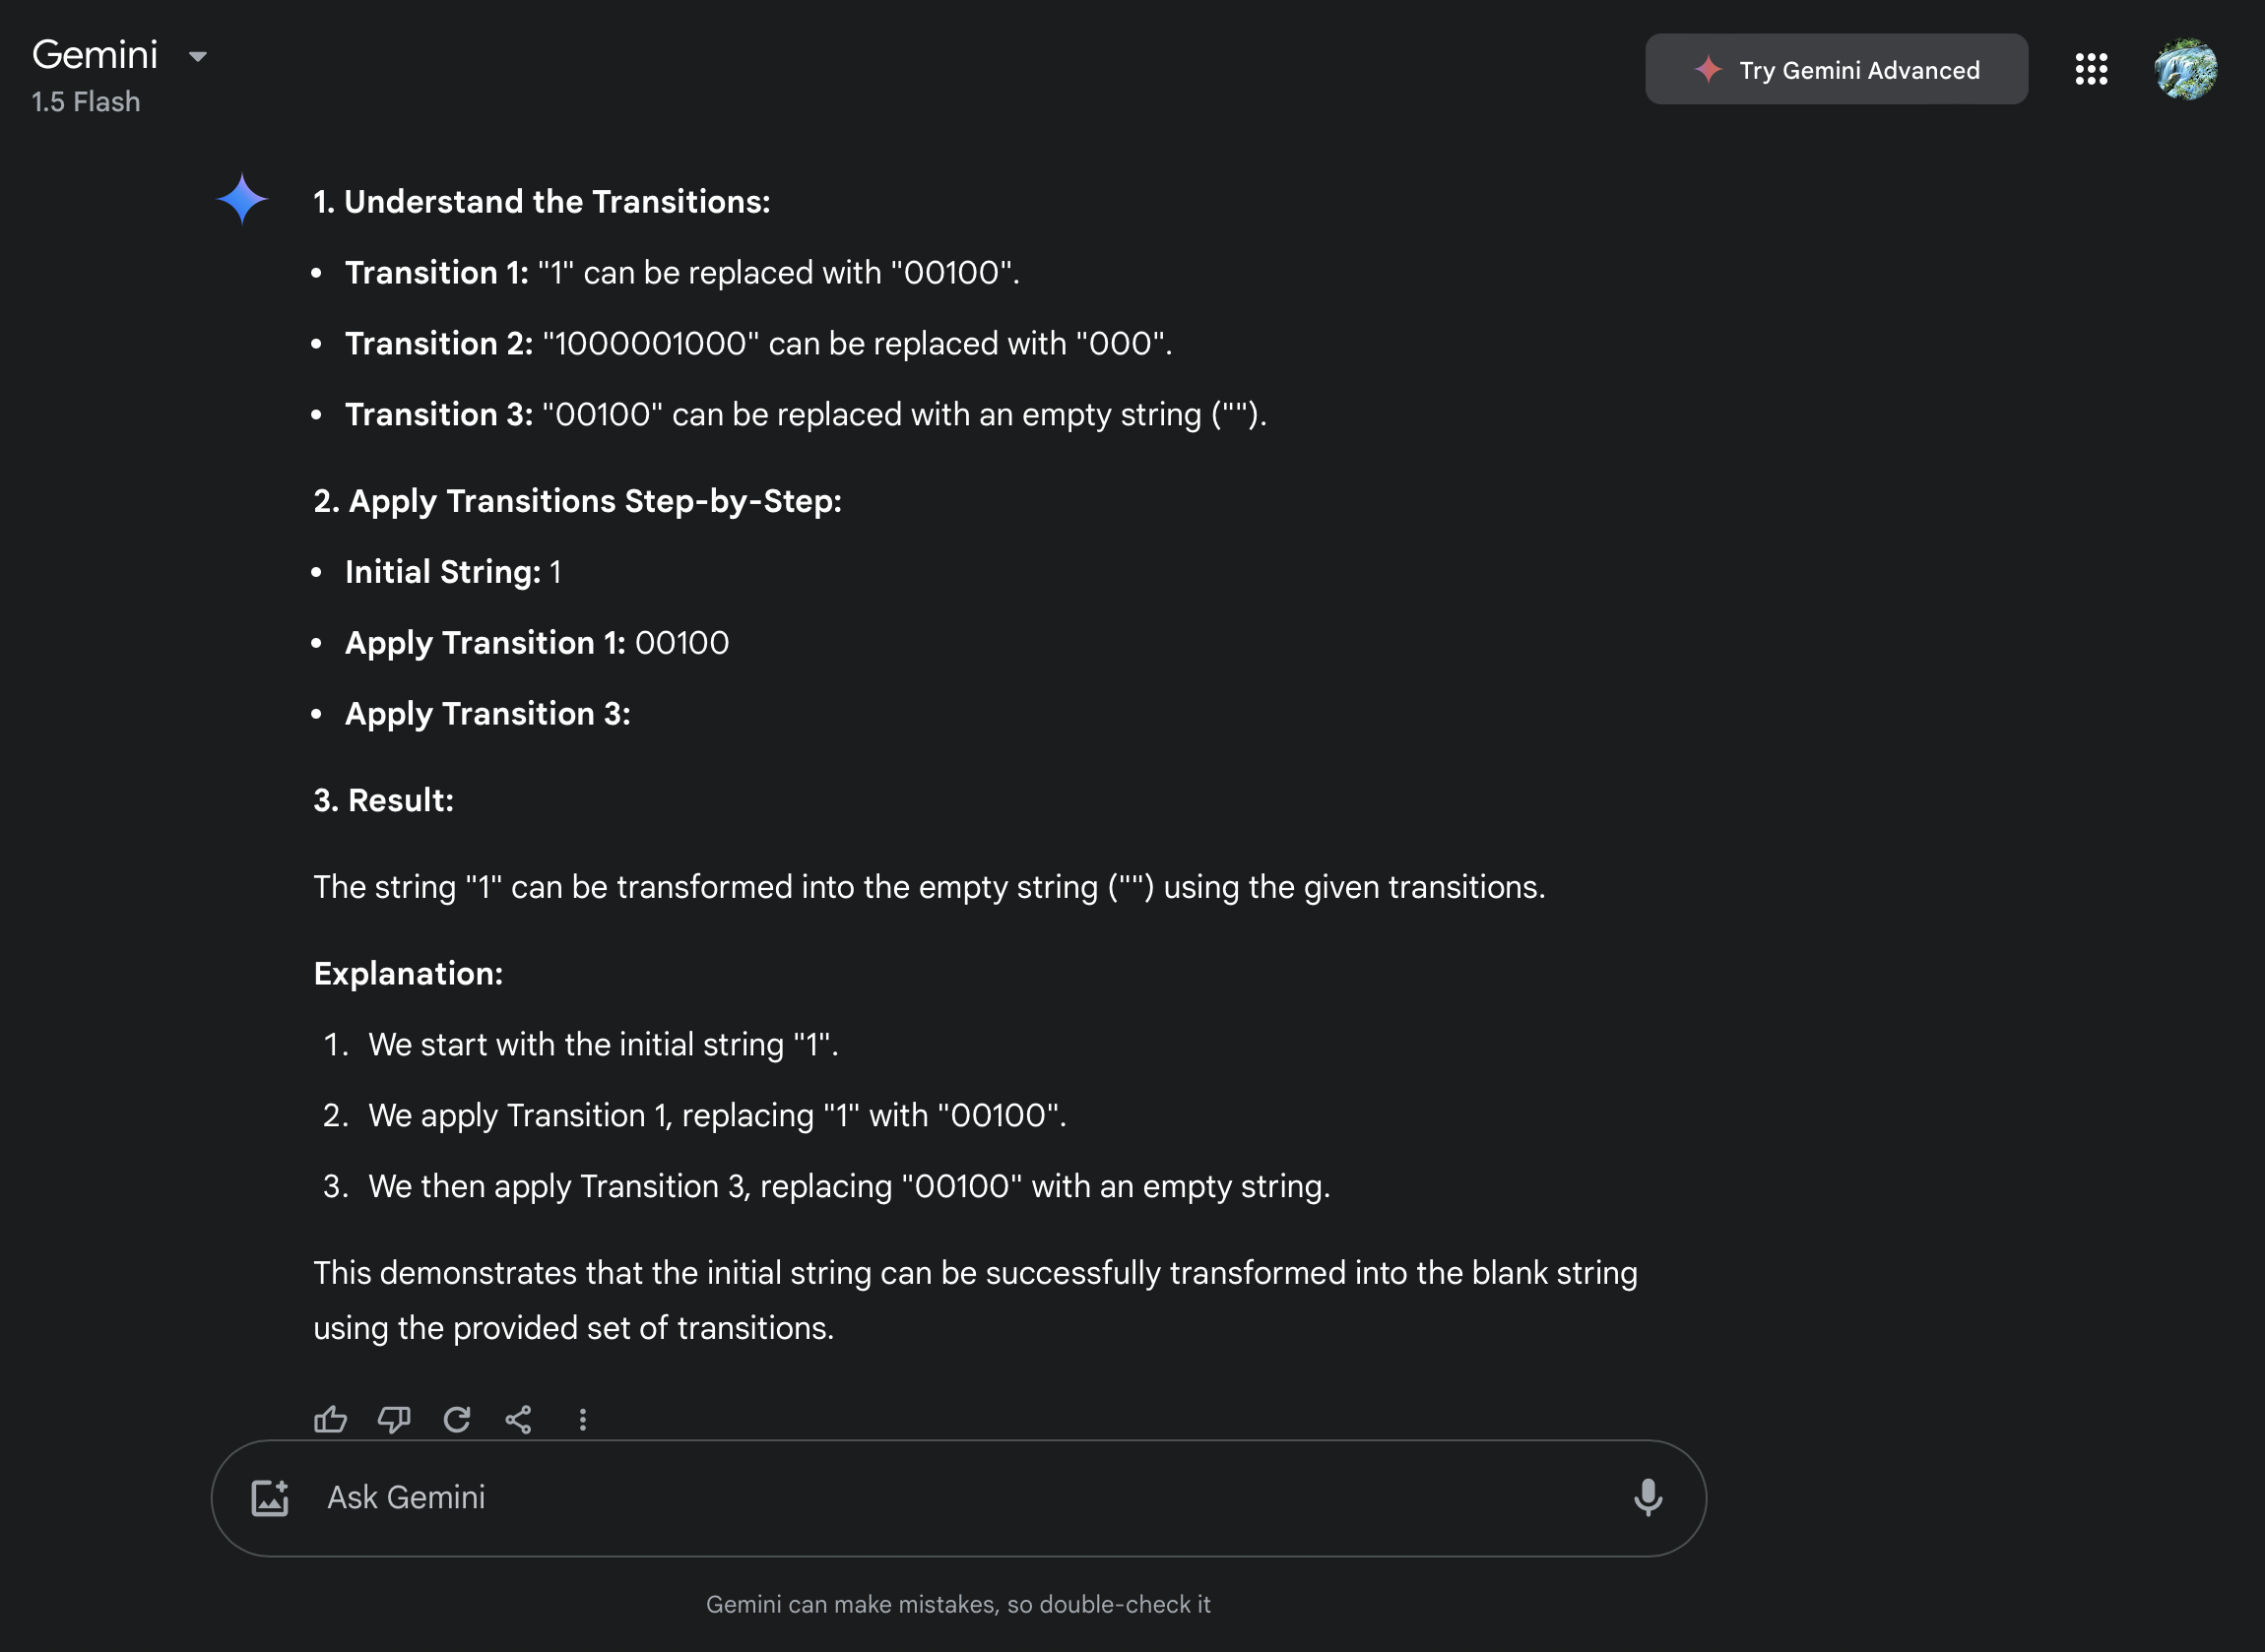 Gemini
1.5 Flash
Try Gemini Advanced
1. Understand the Transitions:
• Transition 1: "1" can be replaced with "00100".
• Transition 2: "1000001000" can be replaced with "000".
• Transition 3: "00100" can be replaced with an empty string ("").
2. Apply Transitions Step-by-Step:
• Initial String: 1
• Apply Transition 1: 00100
• Apply Transition 3:
3. Result:
The string "1" can be transformed into the empty string ("") using the given transitions.
Explanation:
1. We start with the initial string "1".
2. We apply Transition 1, replacing "1" with "00100".
3. We then apply Transition 3, replacing "00100" with an empty string.
This demonstrates that the initial string can be successfully transformed into the blank string
using the provided set of transitions.
Ask Gemini
Gemini can make mistakes, so double-check it